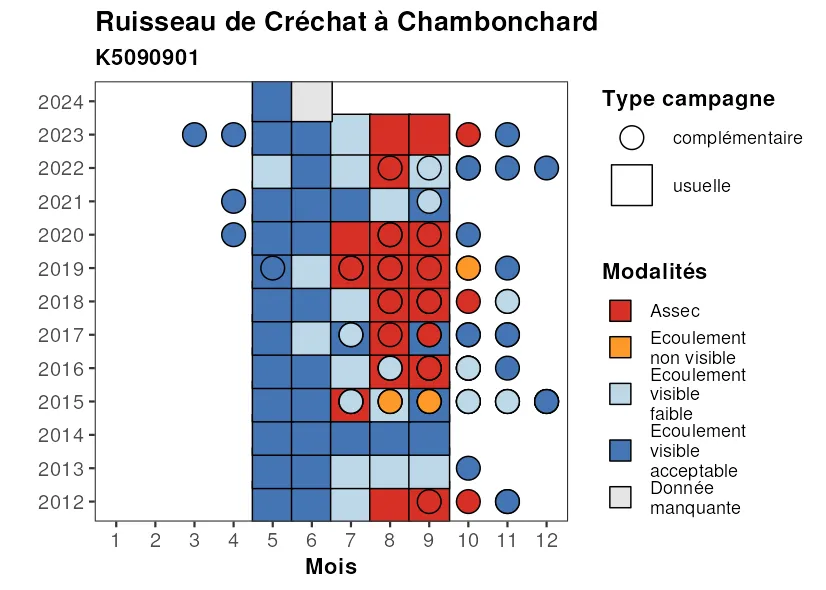 Ruisseau de Créchat à Chambonchard
K5090901
2024
2023
2022
2021
2020
2019
2018
2017
2016
2015
2014
2013
2012
1 2 3 4 5 6 7 8 9 10 11 12
Mois
Type campagne
complémentaire
usuelle
Modalités
Assec
Ecoulement
non visible
Ecoulement
visible
faible
Ecoulement
visible
acceptable
Donnée
manquante